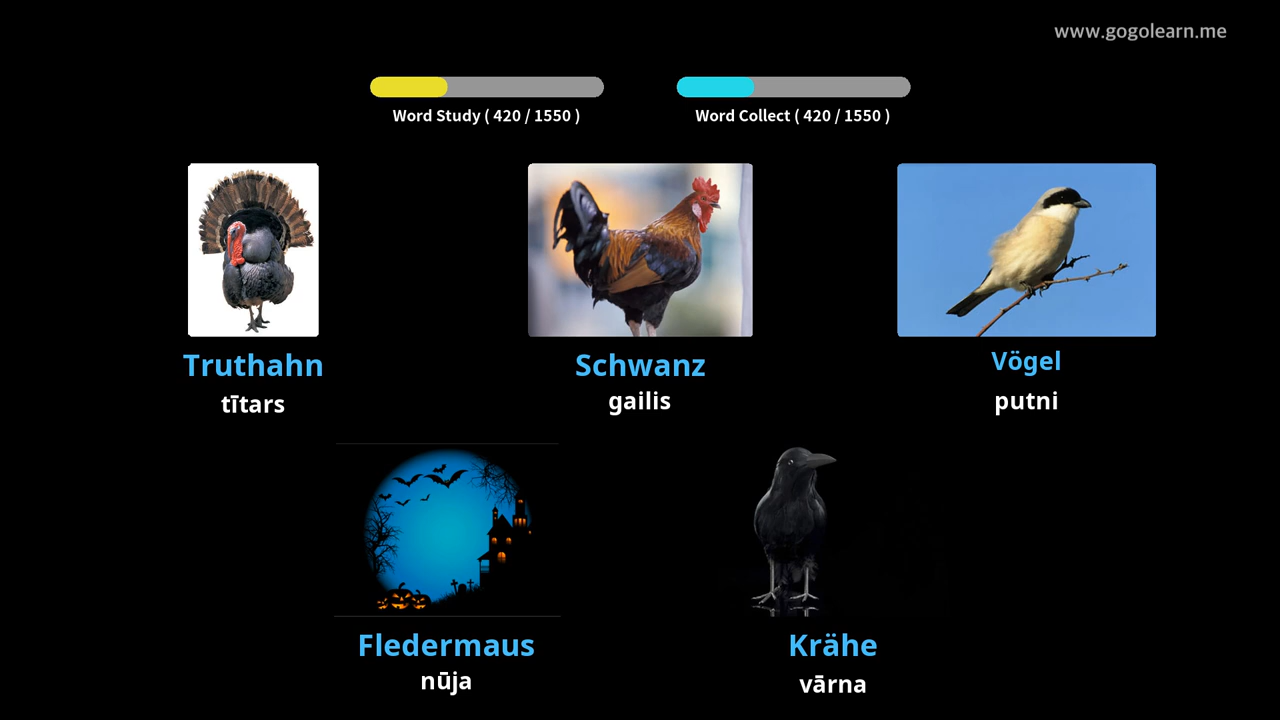 www.gogolearn.me
Word Study ( 420 / 1550 )
Word Collect ( 420 / 1550 )
Truthahn
tītars
Schwanz
gailis
Vögel
putni
Fledermaus
nūja
Krähe
vārna